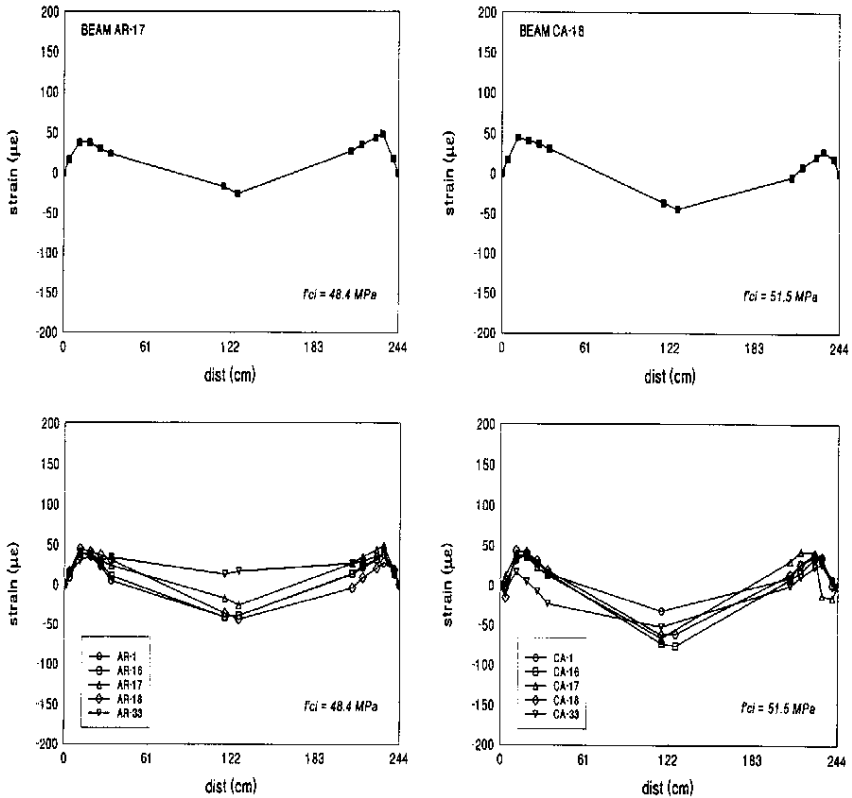 BEAM AR-17
200
150
100
50
0
-50
-100
-150
-200
strain (με)
f'ci = 48.4 MPa
0 61 122 183 244
dist (cm)
BEAM CA-18
200
150
100
50
0
-50
-100
-150
-200
strain (με)
f'ci = 51.5 MPa
0 61 122 183 244
dist (cm)
200
150
100
50
0
-50
-100
-150
-200
strain (με)
AR-1
AR-16
AR-17
AR-18
AR-33
f'ci = 48.4 MPa
0 61 122 183 244
dist (cm)
200
150
100
50
0
-50
-100
-150
-200
strain (με)
CA-1
CA-16
CA-17
CA-18
CA-33
f'ci = 51.5 MPa
0 61 122 183 244
dist (cm)